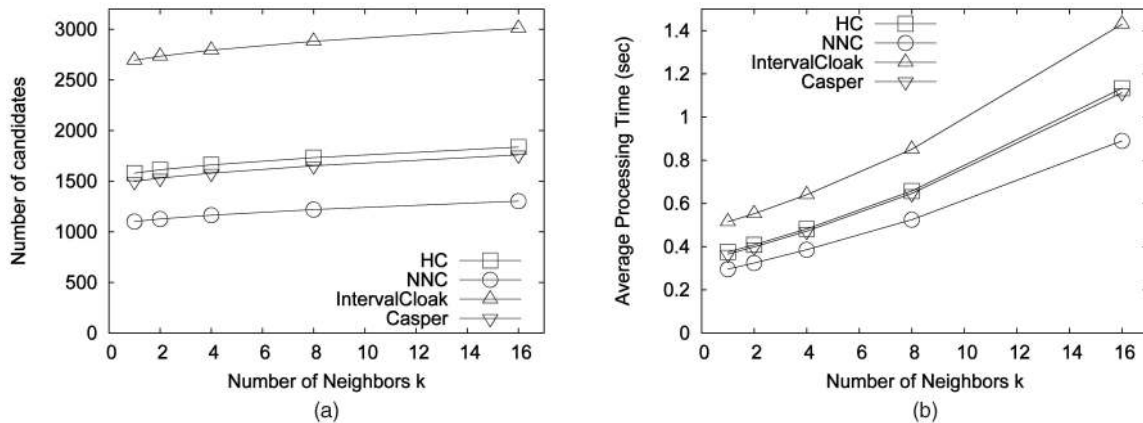 3000
2500
2000
1500
1000
500
0
Number of candidates
HC
NNC
IntervalCloak
Casper
0 2 4 6 8 10 12 14 16
Number of Neighbors k
(a)
1.4
1.2
1
0.8
0.6
0.4
0.2
0
Average Processing Time (sec)
HC
NNC
IntervalCloak
Casper
0 2 4 6 8 10 12 14 16
Number of Neighbors k
(b)